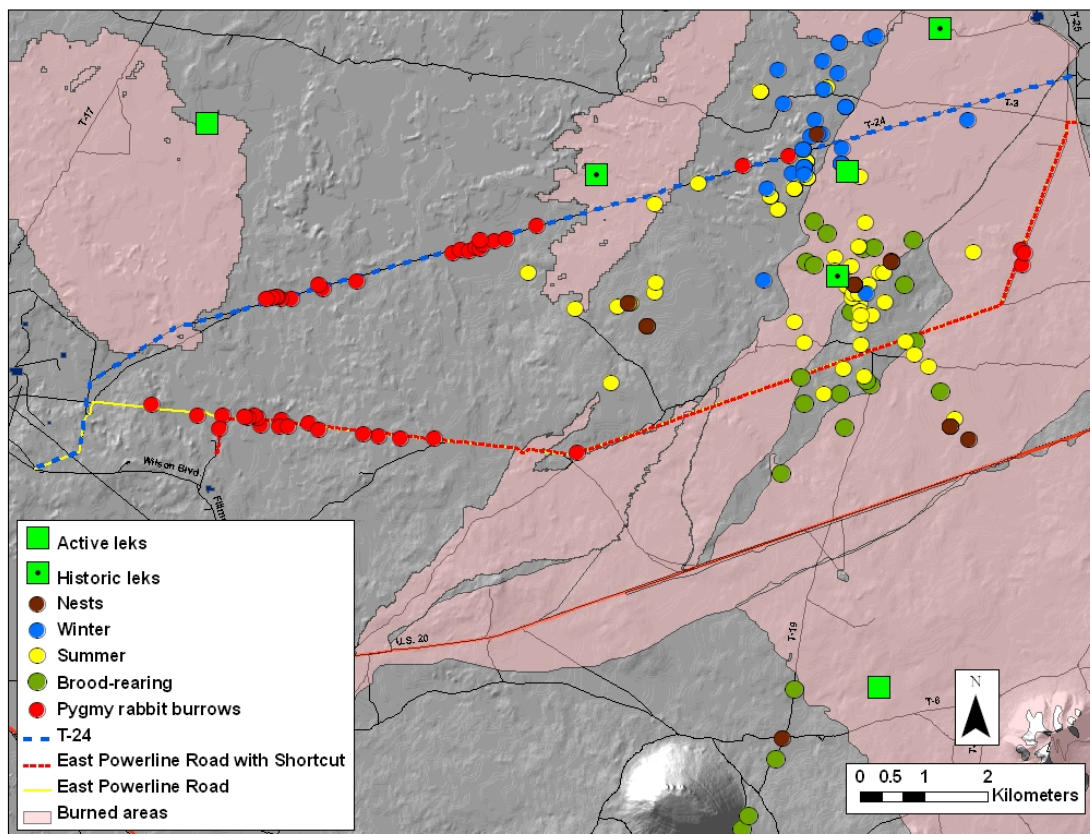 T-25
T-17
T-3
T-24
Wilson Blvd.
U.S. 20
T-19
T-6
N
0 0.5 1 2
Kilometers
Active leks
Historic leks
Nests
Winter
Summer
Brood-rearing
Pygmy rabbit burrows
T-24
East Powerline Road with Shortcut
East Powerline Road
Burned areas